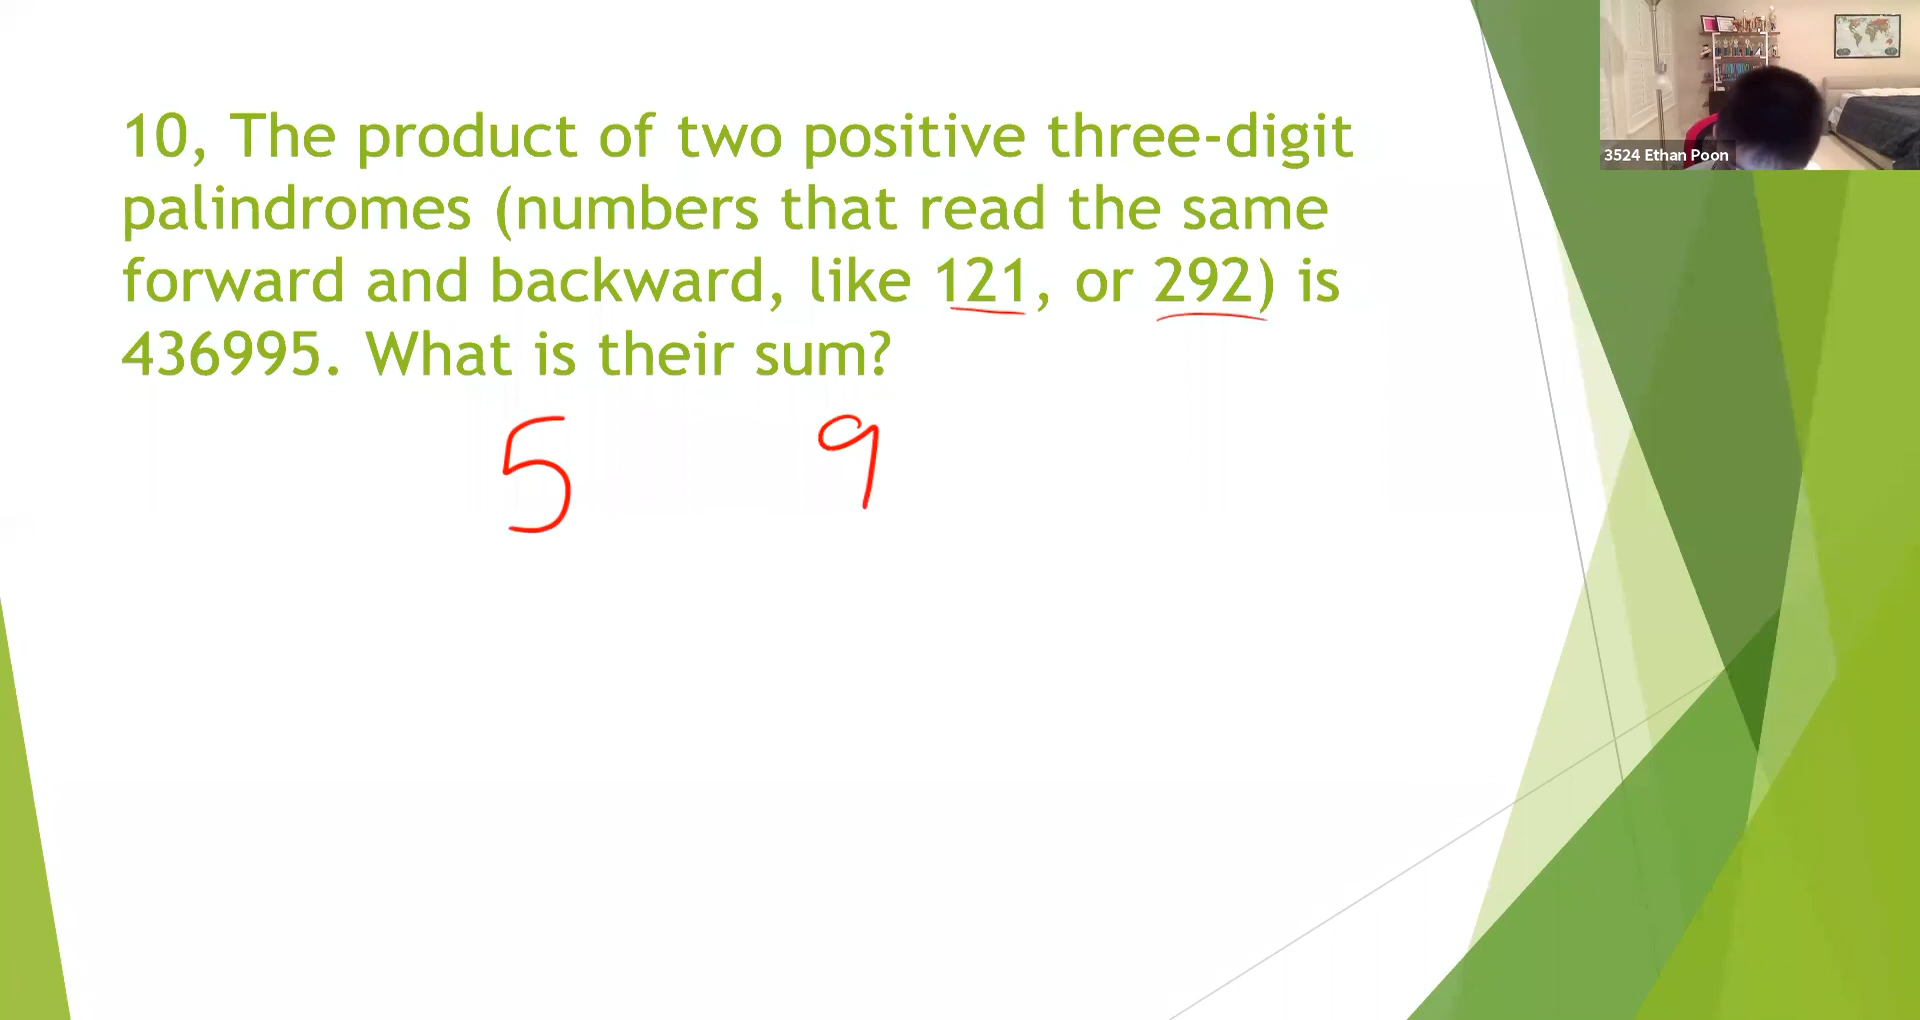 10, The product of two positive three-digit
palindromes (numbers that read the same
forward and backward, like 121, or 292) is
436995. What is their sum?
5 9
3524 Ethan Poon